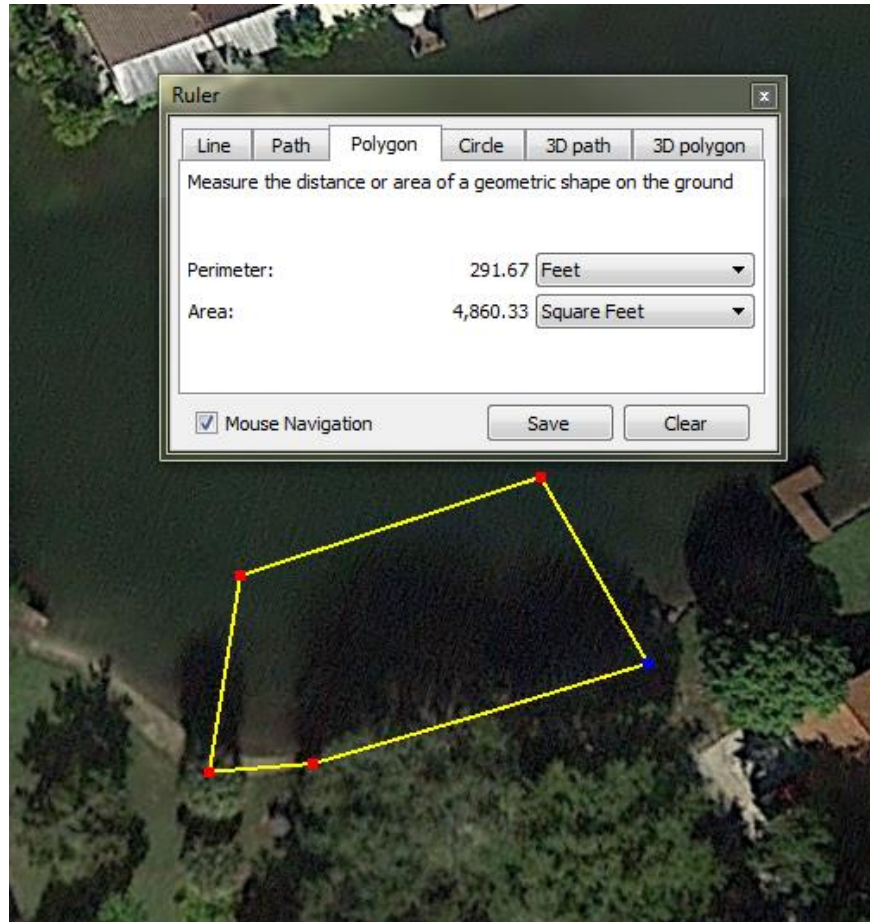 Ruler
Line Path Polygon Circle 3D path 3D polygon
Measure the distance or area of a geometric shape on the ground
Perimeter: 291.67 Feet
Area: 4,860.33 Square Feet
Mouse Navigation Save Clear